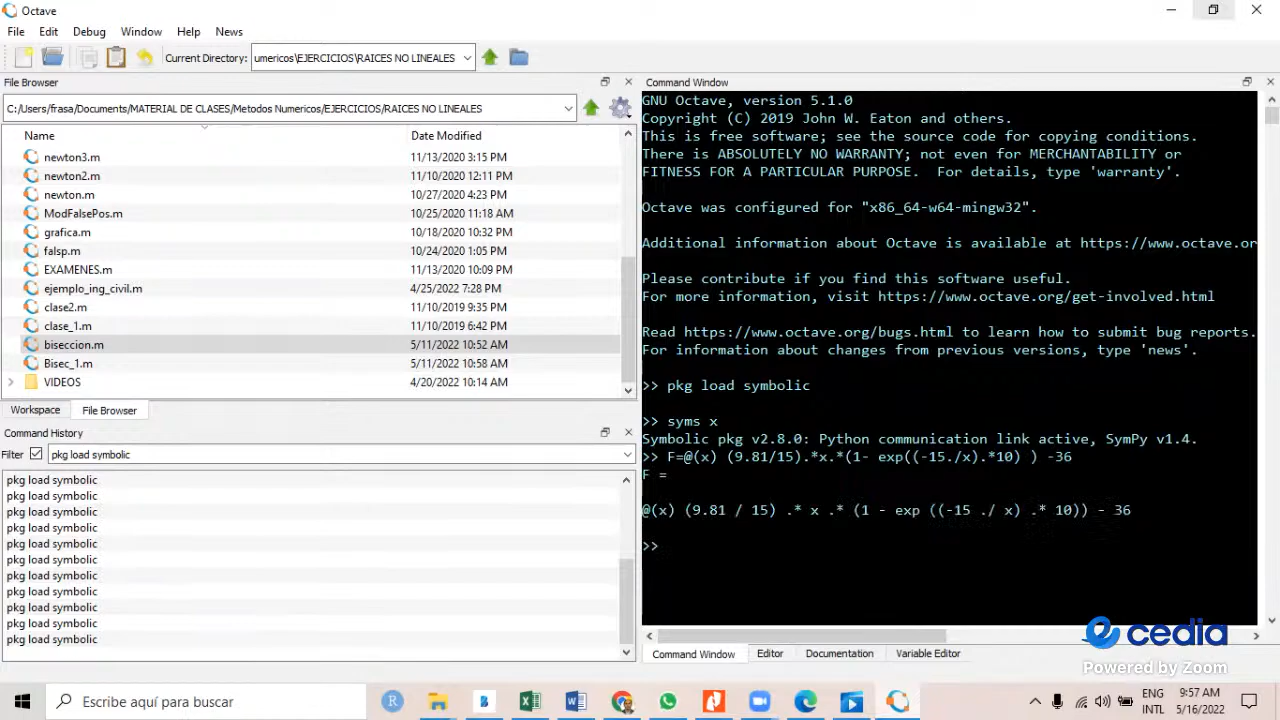 Octave
File Edit Debug Window Help News
Current Directory: umericos\EJERCICIOS\RAICES NO LINEALES
File Browser
C:/Users/frasa/Documents/MATERIAL DE CLASES/Metodos Numericos/EJERCICIOS/RAICES NO LINEALES
Name Date Modified
newton3.m 11/13/2020 3:15 PM
newton2.m 11/10/2020 12:11 PM
newton.m 10/27/2020 4:23 PM
ModFalsePos.m 10/25/2020 11:18 AM
grafica.m 10/18/2020 10:32 PM
falsp.m 10/24/2020 1:05 PM
EXAMENES.m 11/13/2020 10:09 PM
ejemplo_ing_civil.m 4/25/2022 7:28 PM
clase2.m 11/10/2019 9:35 PM
clase_1.m 11/10/2019 6:42 PM
biseccion.m 5/11/2022 10:52 AM
Bisec_1.m 5/11/2022 10:58 AM
VIDEOS 4/20/2022 10:14 AM
Workspace File Browser
Command History
Filter pkg load symbolic
pkg load symbolic
pkg load symbolic
pkg load symbolic
pkg load symbolic
pkg load symbolic
pkg load symbolic
pkg load symbolic
pkg load symbolic
pkg load symbolic
pkg load symbolic
pkg load symbolic
Command Window
GNU Octave, version 5.1.0
Copyright (C) 2019 John W. Eaton and others.
This is free software; see the source code for copying conditions.
There is ABSOLUTELY NO WARRANTY; not even for MERCHANTABILITY or
FITNESS FOR A PARTICULAR PURPOSE.  For details, type 'warranty'.
Octave was configured for "x86_64-w64-mingw32".
Additional information about Octave is available at https://www.octave.or
Please contribute if you find this software useful.
For more information, visit https://www.octave.org/get-involved.html
Read https://www.octave.org/bugs.html to learn how to submit bug reports.
For information about changes from previous versions, type 'news'.
>> pkg load symbolic
>> syms x
Symbolic pkg v2.8.0: Python communication link active, SymPy v1.4.
>> F=@(x) (9.81/15).*x.*(1- exp((-15./x).*10) ) -36
F =
@(x) (9.81 / 15) .* x .* (1 - exp ((-15 ./ x) .* 10)) - 36
>>
cedia
Powered by Zoom
Command Window Editor Documentation Variable Editor
Escribe aquí para buscar
ENG
INTL
9:57 AM
5/16/2022